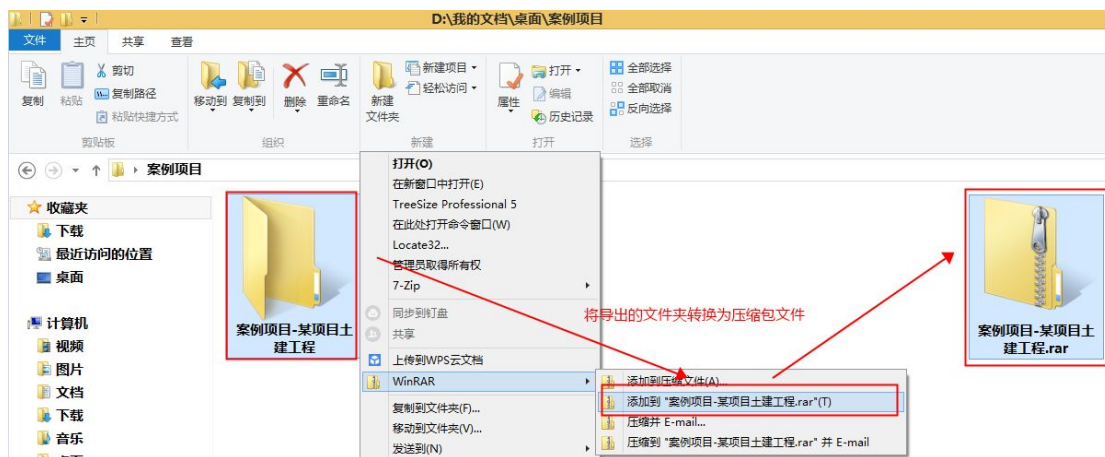 D:\我的文档\桌面\案例项目
文件 主页 共享 查看
复制
粘贴
剪切
复制路径
粘贴快捷方式
剪贴板
移动到 复制到 删除 重命名
组织
新建
文件夹
新建项目
轻松访问
新建
属性
打开
编辑
历史记录
打开
全部选择
全部取消
反向选择
选择
案例项目
收藏夹
下载
最近访问的位置
桌面
计算机
视频
图片
文档
下载
音乐
案例项目-某项目土
建工程
打开(O)
在新窗口中打开(E)
TreeSize Professional 5
在此处打开命令窗口(W)
Locate32...
管理员取得所有权
7-Zip
同步到钉盘
共享
上传到WPS云文档
WinRAR
复制到文件夹(F)...
移动到文件夹(V)...
发送到(N)
将导出的文件夹转换为压缩包文件
添加到压缩文件(A)...
添加到 "案例项目-某项目土建工程.rar"(T)
压缩并 E-mail...
压缩到 "案例项目-某项目土建工程.rar" 并 E-mail
案例项目-某项目土
建工程.rar